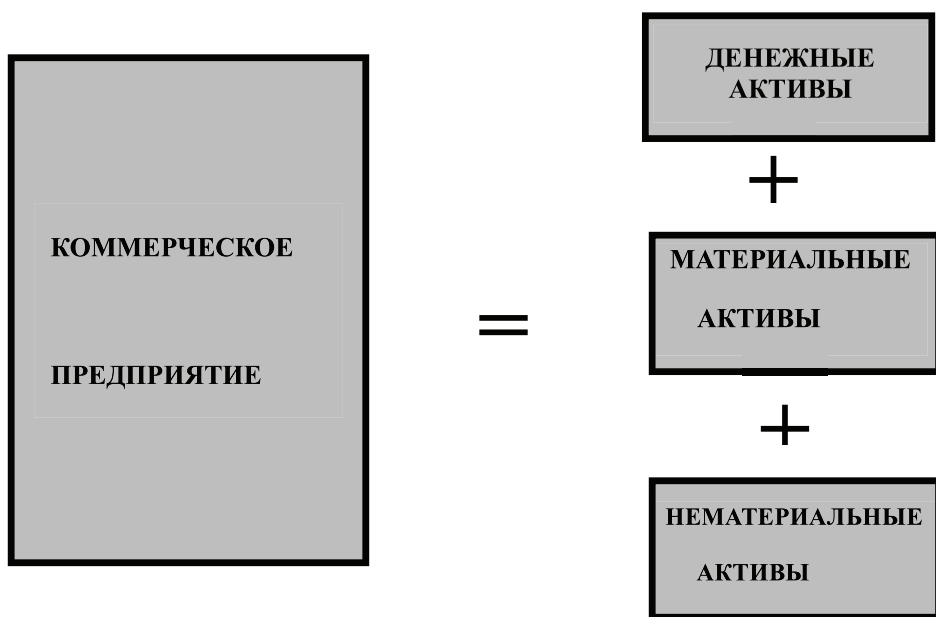 КОММЕРЧЕСКОЕ
ПРЕДПРИЯТИЕ
=
ДЕНЕЖНЫЕ
АКТИВЫ
+
МАТЕРИАЛЬНЫЕ
АКТИВЫ
+
НЕМАТЕРИАЛЬНЫЕ
АКТИВЫ